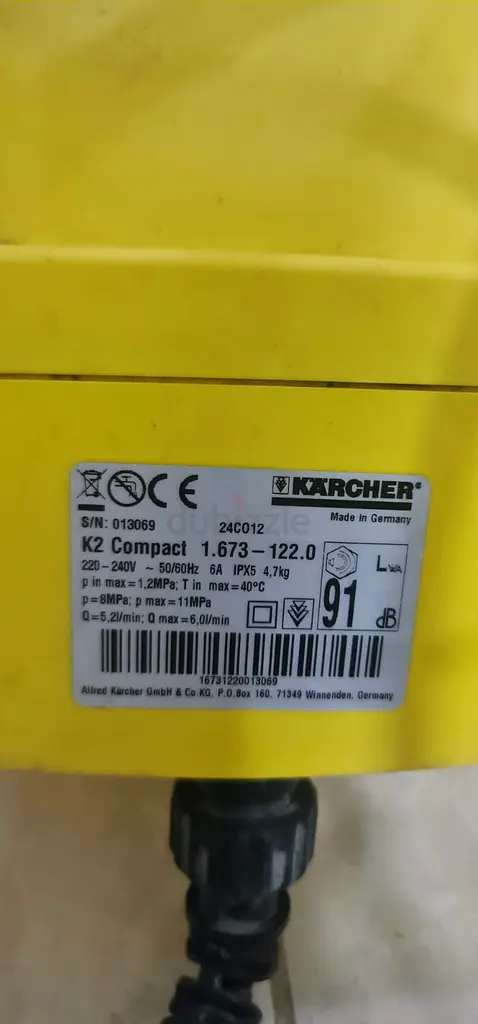 KÄRCHER®
Made in Germany
S/N: 013069 24C012
K2 Compact 1.673-122.0
220-240V ~ 50/60Hz 6A IPX5 4,7kg
p in max=1,2MPa; T in max=40°C
p=8MPa; p max=11MPa
Q=5,2l/min; Q max=6,0l/min
LWA
91 dB
16731220013069
Alfred Kärcher GmbH & Co KG, P.O.Box 160, 71349 Winnenden, Germany
dubizzle